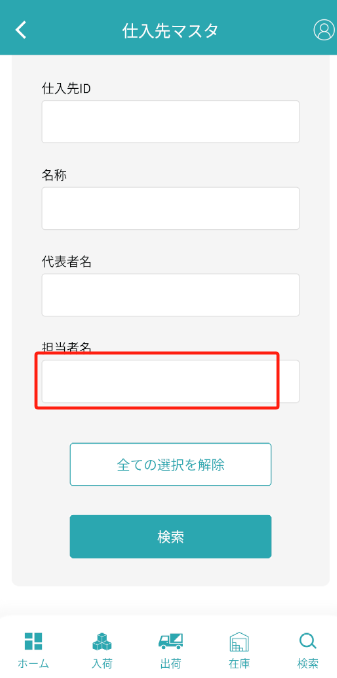 仕入先マスタ
仕入先ID
名称
代表者名
担当者名
全ての選択を解除
検索
ホーム
入荷
出荷
在庫
検索